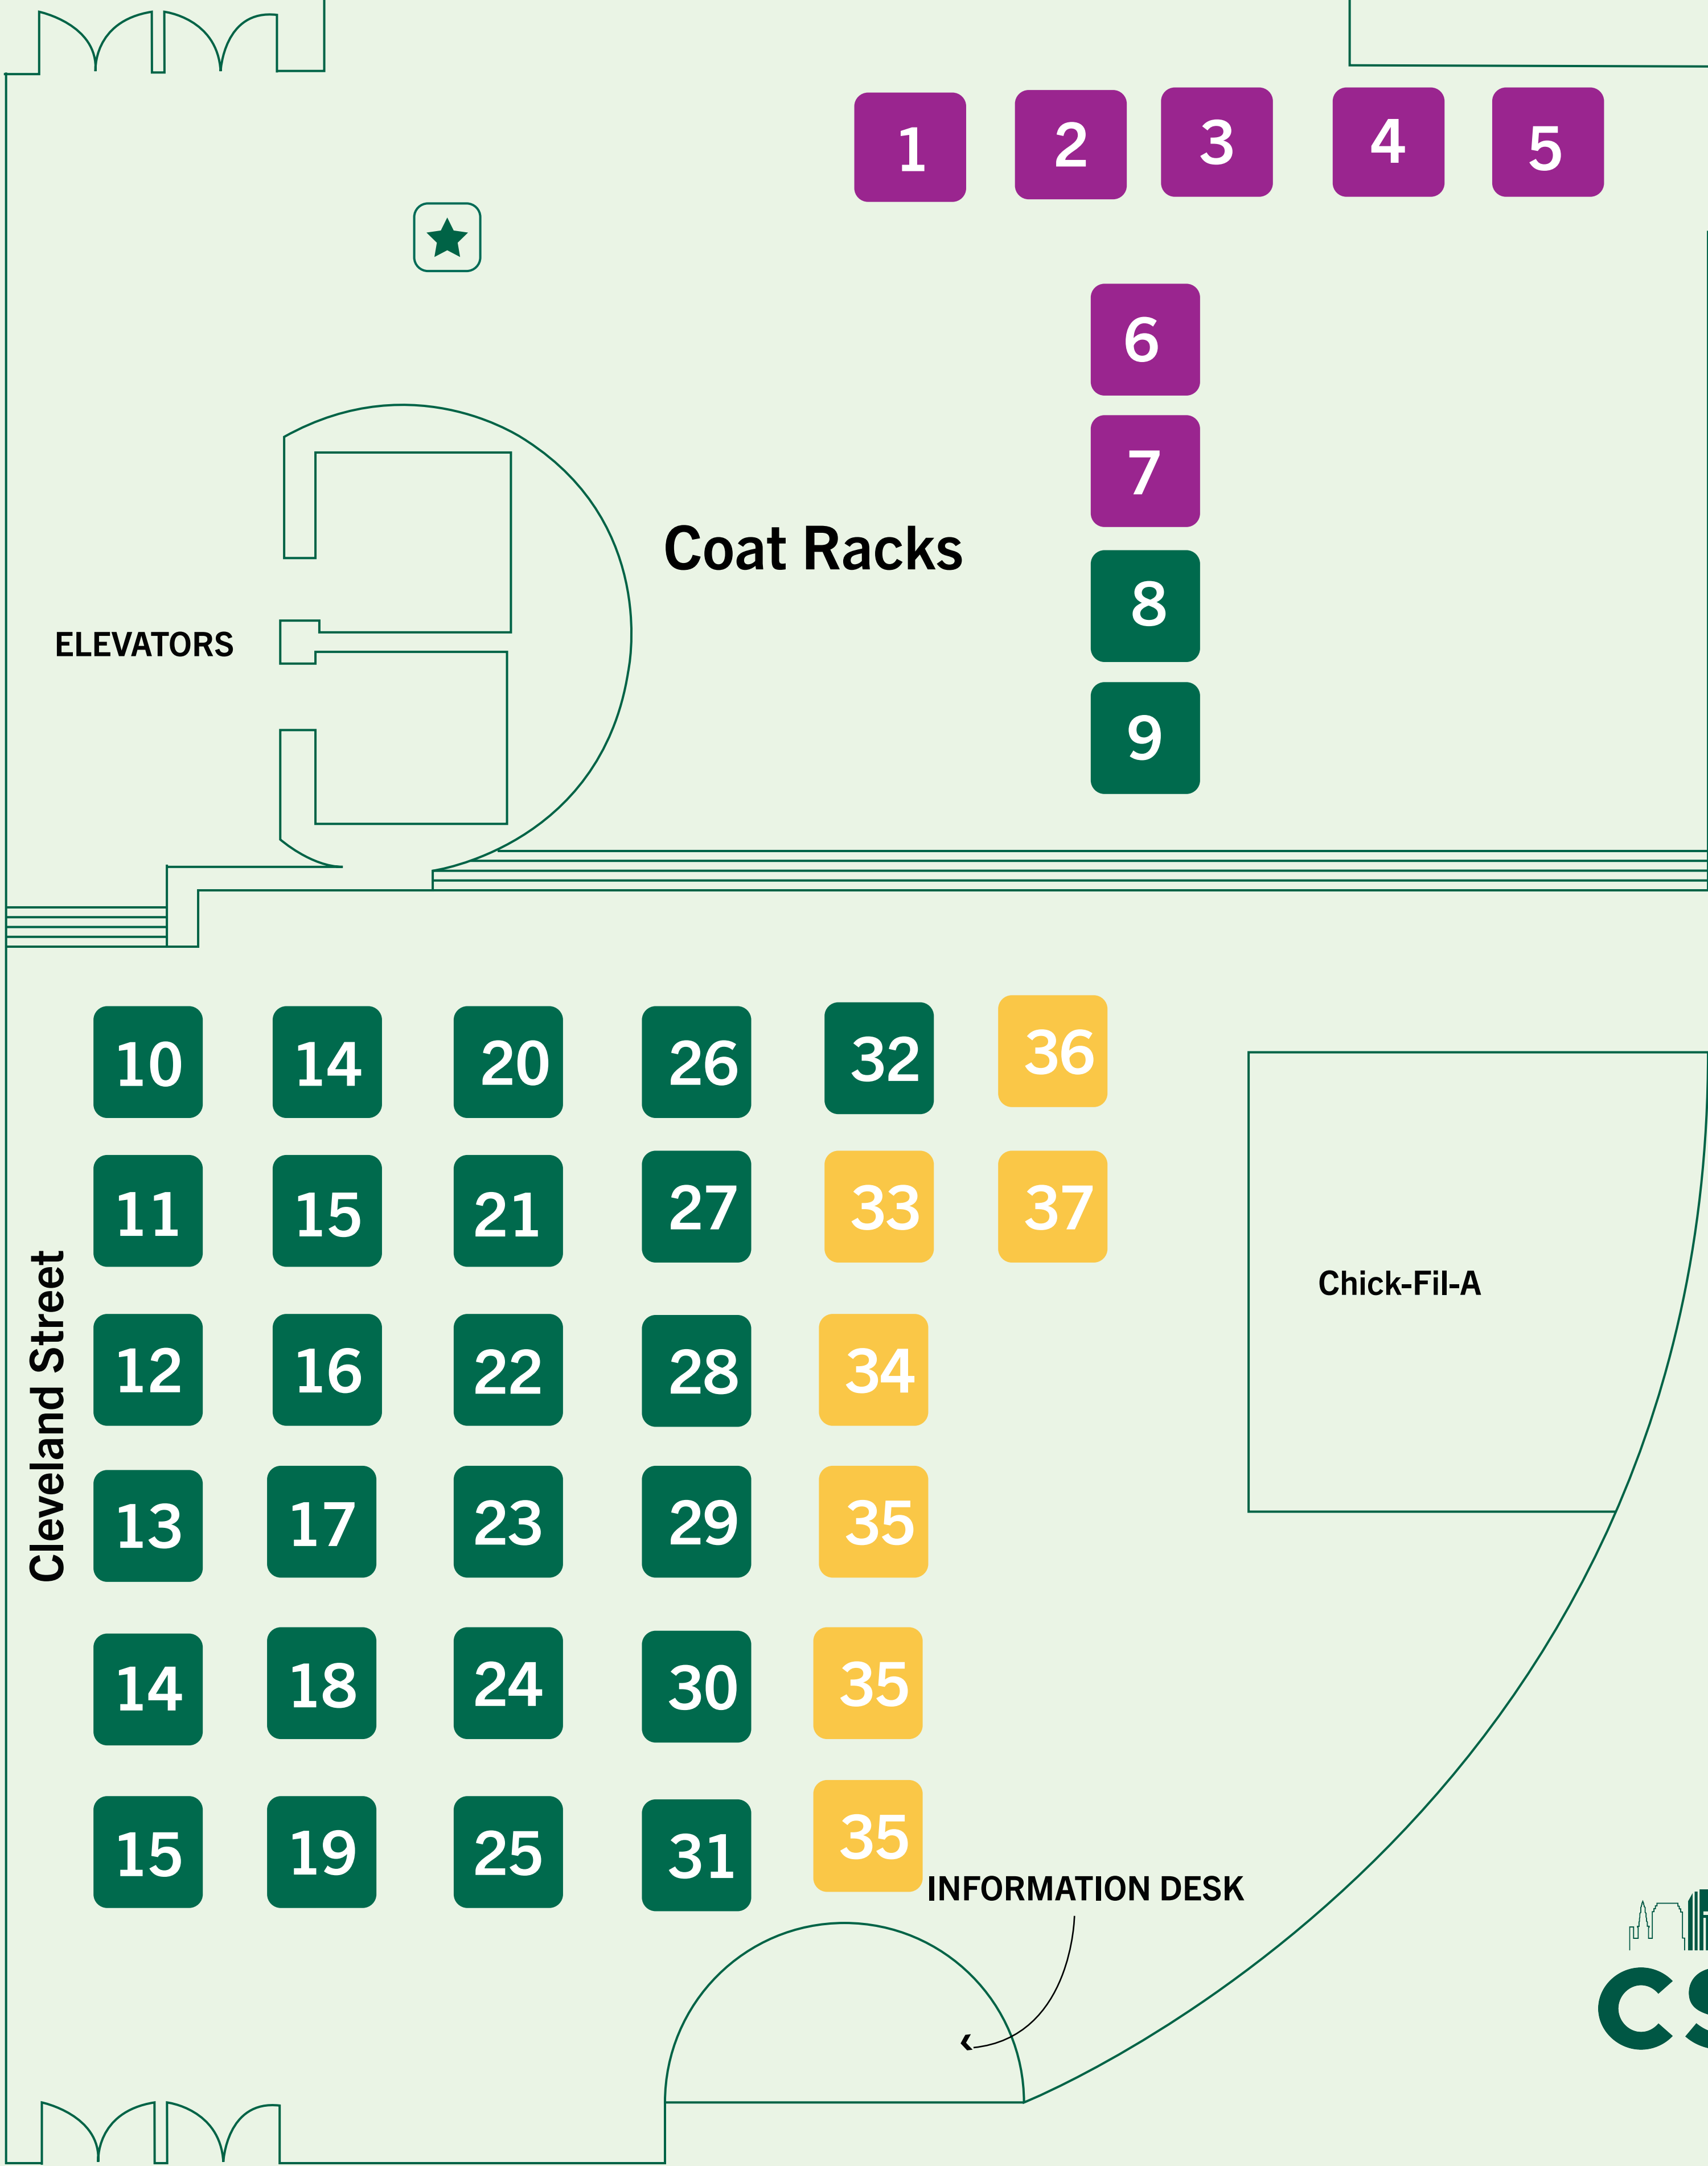 1 2 3 4 5
6
7
Coat Racks
8
ELEVATORS
9
10 14 20 26 32 36
11 15 21 27 33 37
Cleveland Street
Chick-Fil-A
12 16 22 28 34
13 17 23 29 35
14 18 24 30 35
15 19 25 31 35
INFORMATION DESK
CS